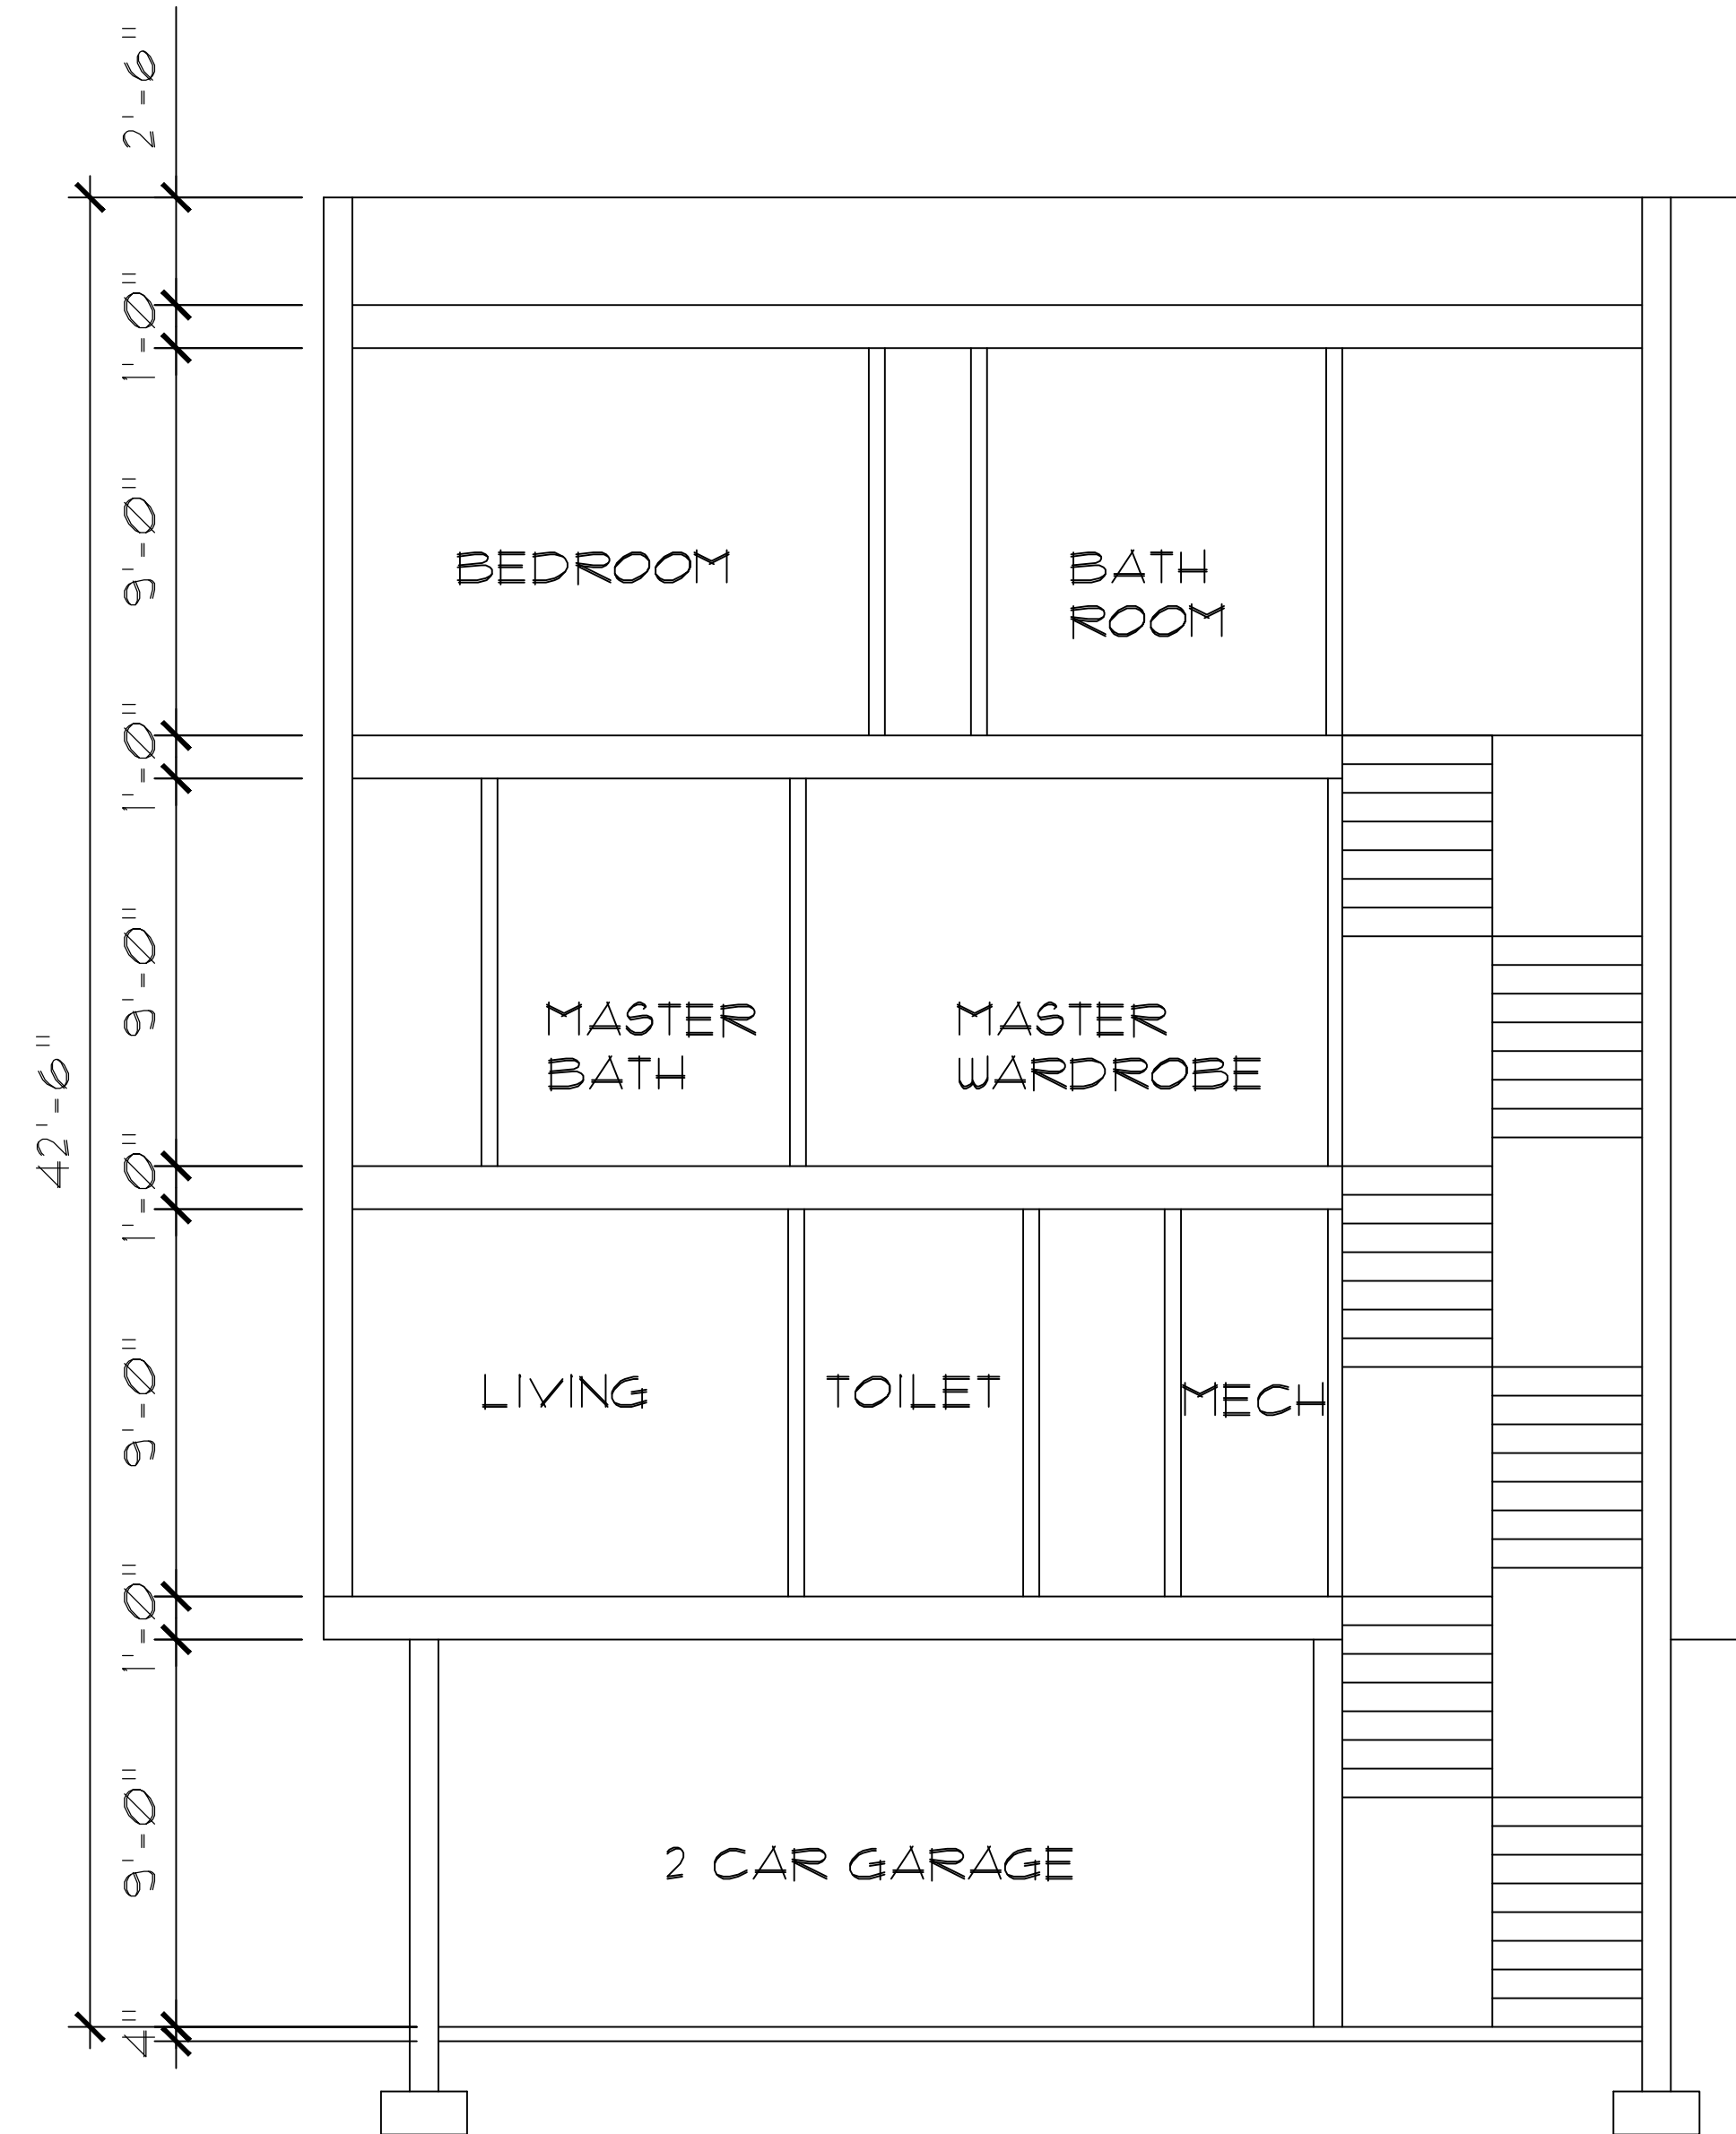 2'-6"
1'-0"
9'-0"
BEDROOM
BATH
ROOM
1'-0"
9'-0"
MASTER
BATH
MASTER
WARDROBE
42'-6"
1'-0"
9'-0"
LIVING
TOILET
MECH
1'-0"
9'-0"
2 CAR GARAGE
4"